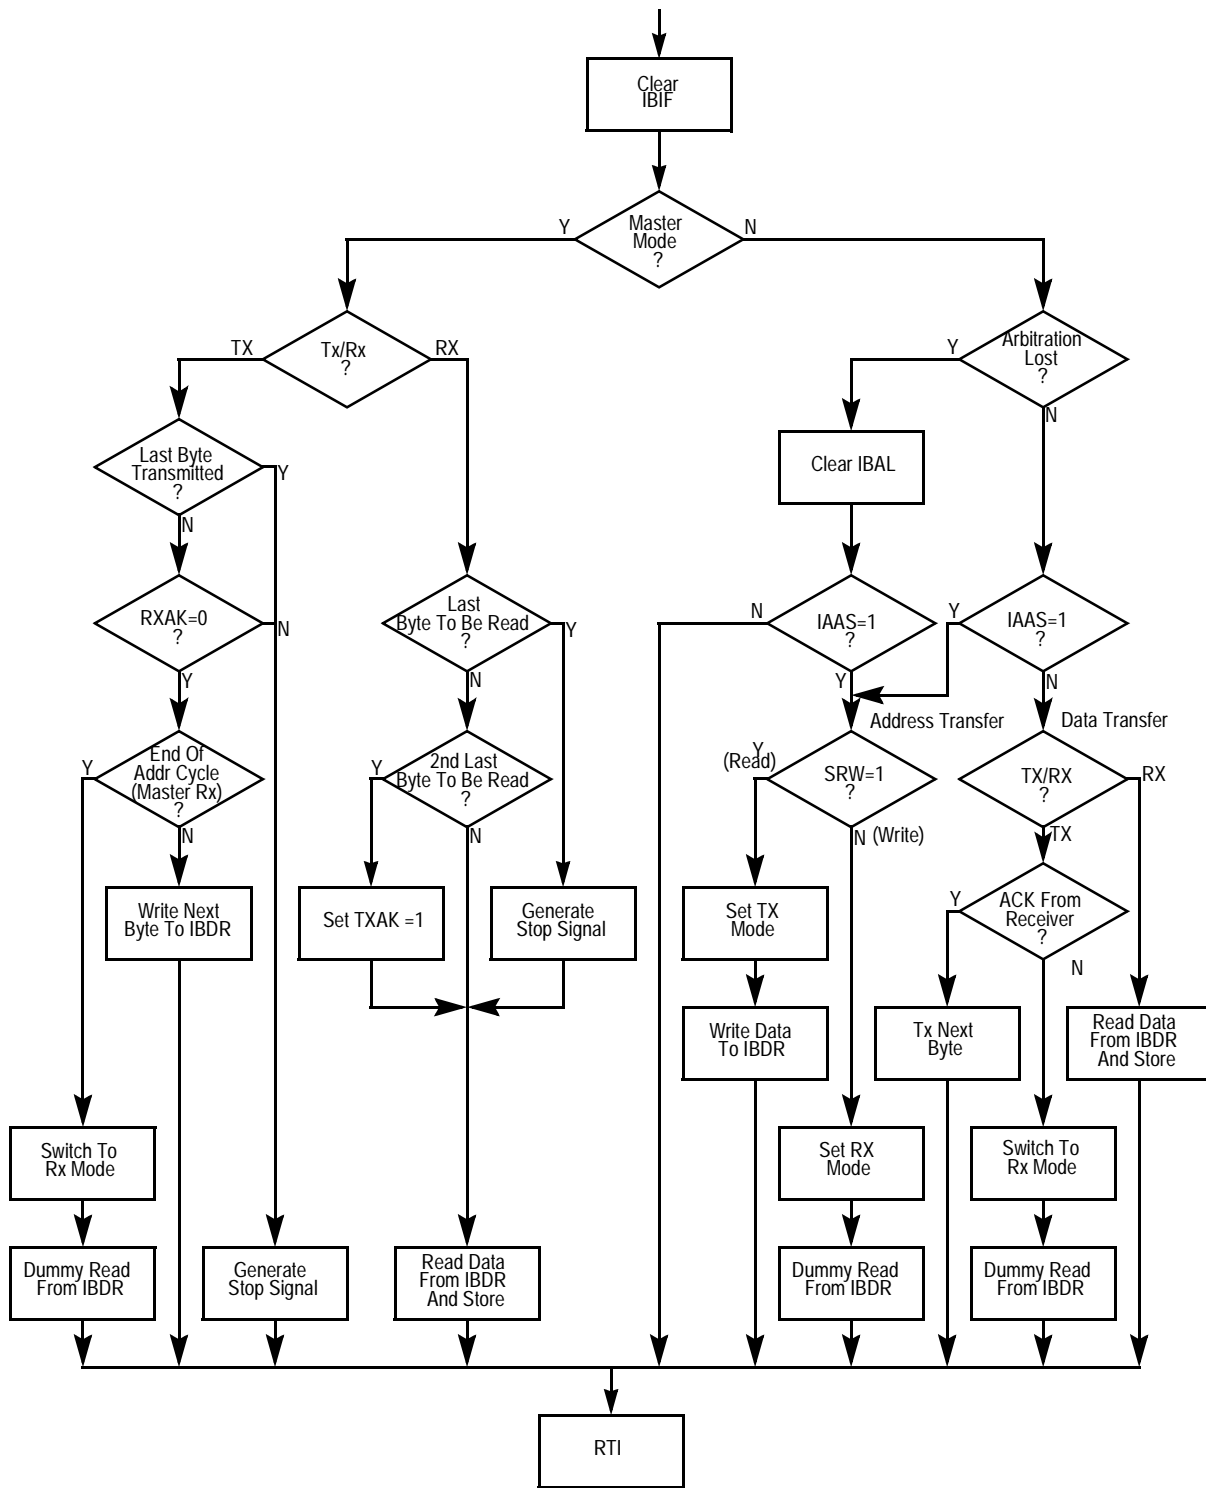 Clear
IBIF
Y
Master
Mode
?
N
TX
Tx/Rx
?
RX
Y
Arbitration
Lost
?
N
Last Byte
Transmitted
?
Y
N
Clear IBAL
RXAK=0
?
N
Y
Last
Byte To Be Read
?
Y
N
N
IAAS=1
?
Y
Y
IAAS=1
?
N
Address Transfer
Data Transfer
Y
End Of
Addr Cycle
(Master Rx)
?
N
Y
2nd Last
Byte To Be Read
?
N
Y
(Read)
SRW=1
?
N (Write)
TX/RX
?
RX
TX
Write Next
Byte To IBDR
Set TXAK =1
Generate
Stop Signal
Set TX
Mode
Y
ACK From
Receiver
?
N
Write Data
To IBDR
Tx Next
Byte
Read Data
From IBDR
And Store
Switch To
Rx Mode
Set RX
Mode
Switch To
Rx Mode
Dummy Read
From IBDR
Generate
Stop Signal
Read Data
From IBDR
And Store
Dummy Read
From IBDR
Dummy Read
From IBDR
RTI